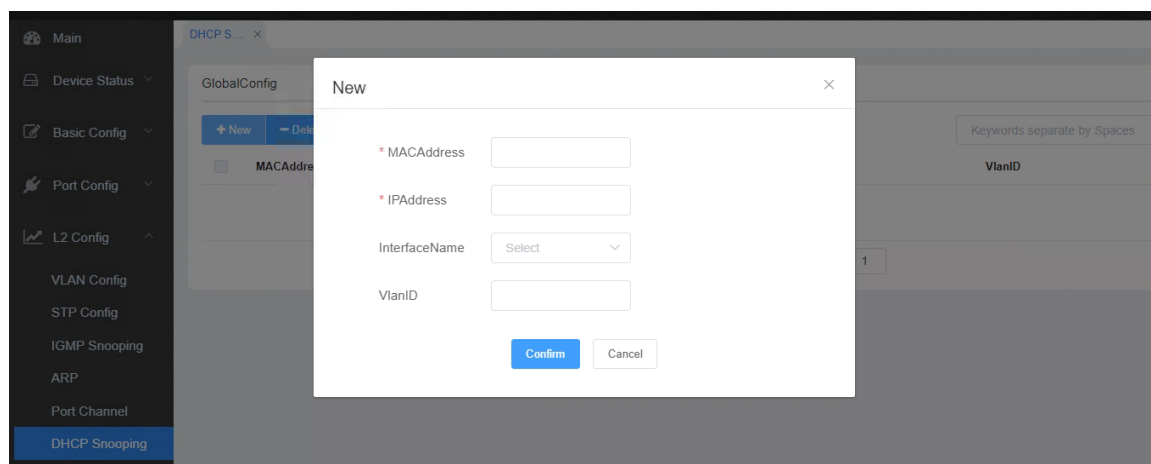 Main
DHCP S... ×
Device Status
GlobalConfig
New
Basic Config
+ New
− Dele
Keywords separate by Spaces
* MACAddress
MACAddre
VlanID
Port Config
* IPAddress
L2 Config
InterfaceName
Select
1
VLAN Config
VlanID
STP Config
IGMP Snooping
Confirm
Cancel
ARP
Port Channel
DHCP Snooping